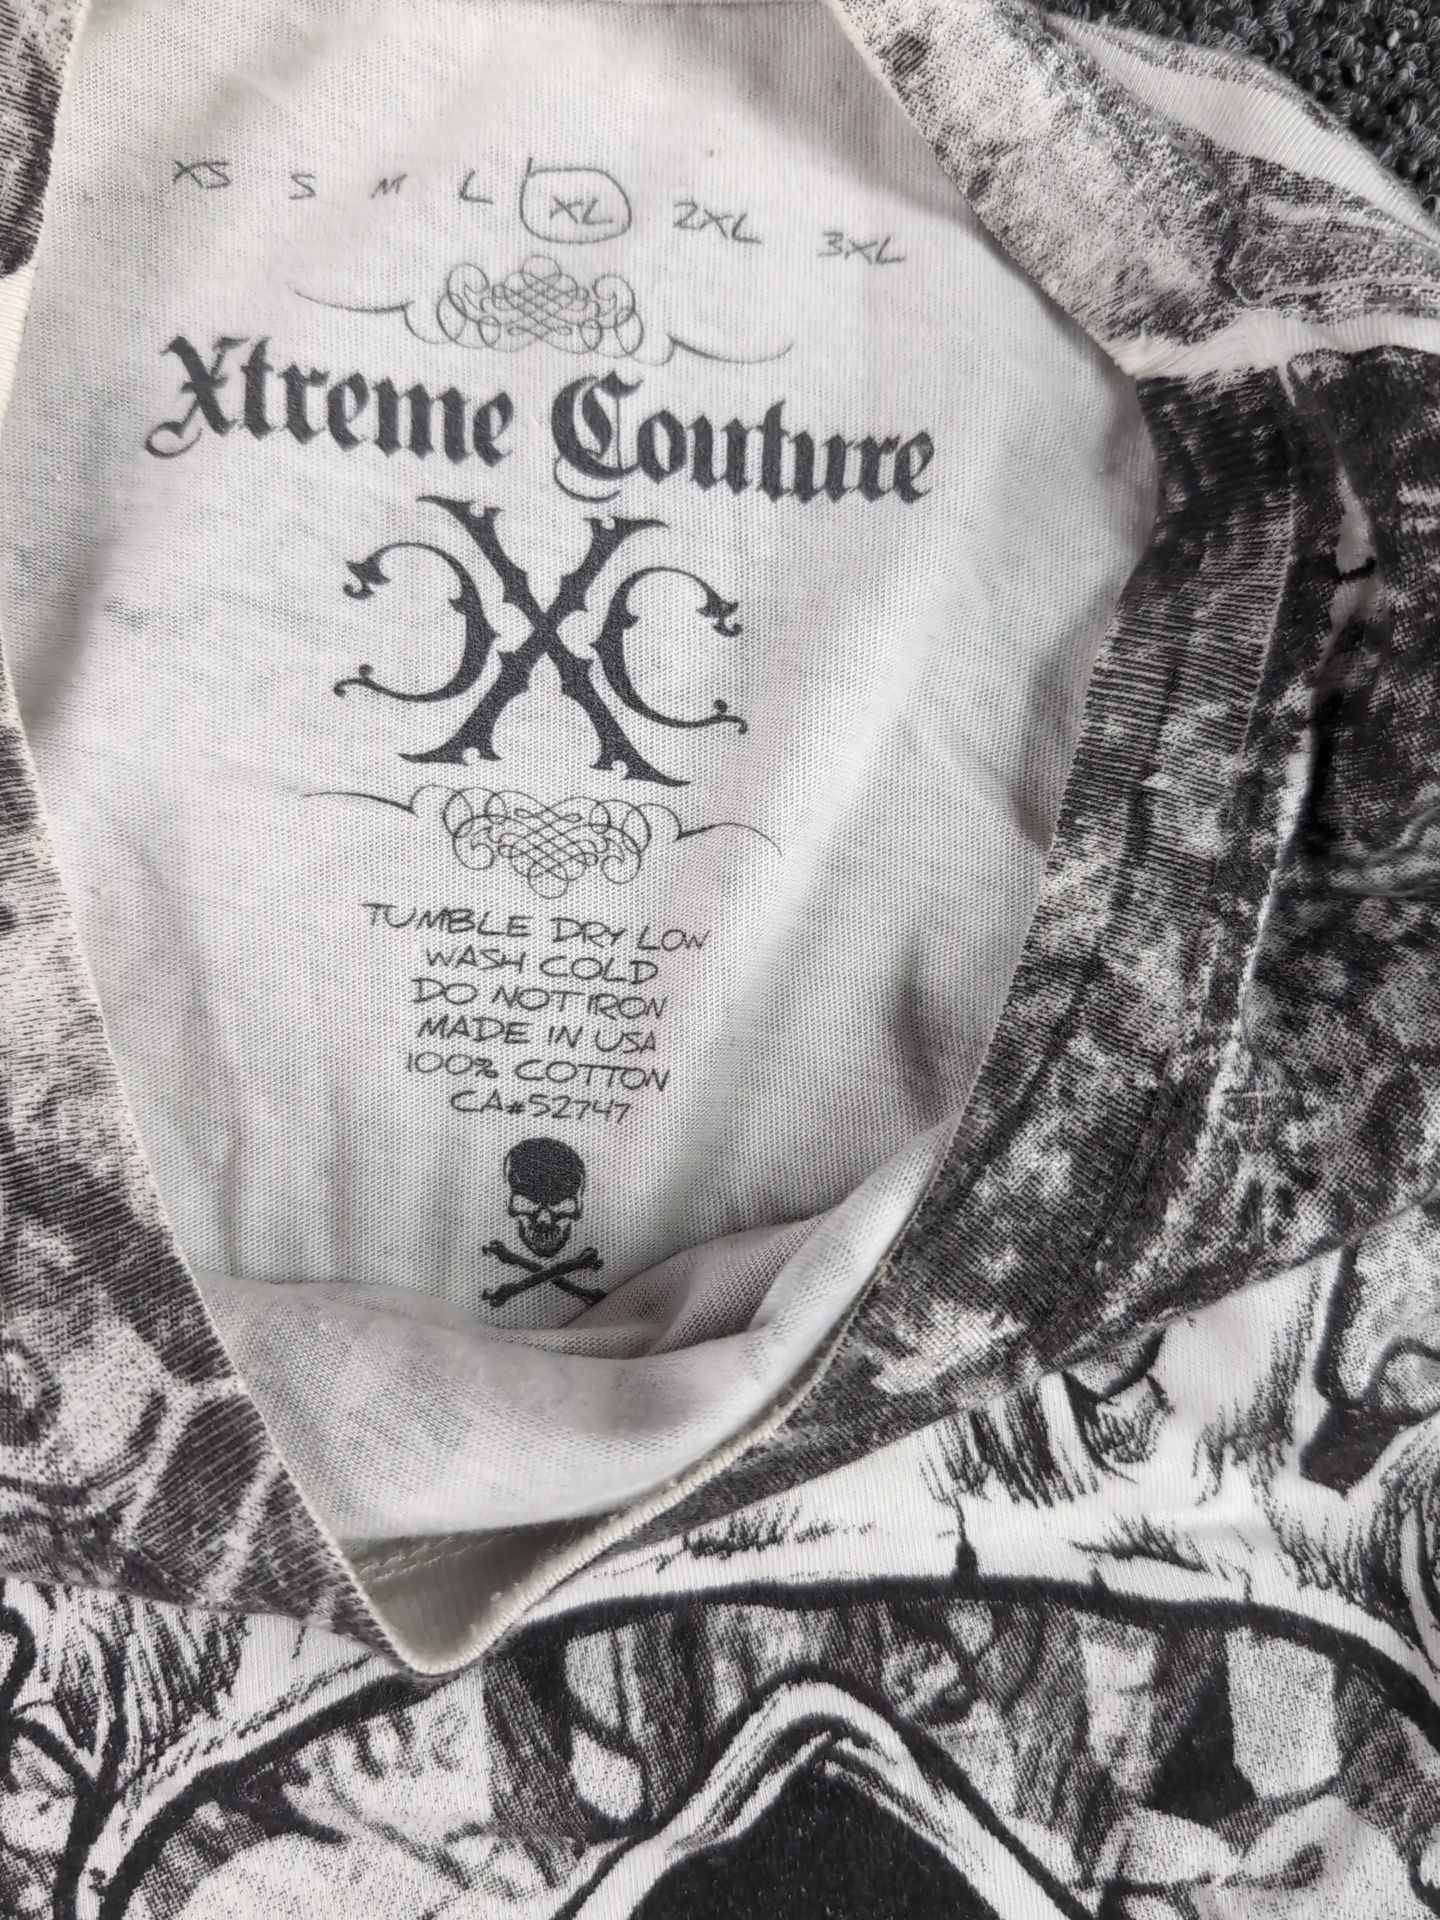 XS S M L XL 2XL 3XL
Xtreme Couture
TUMBLE DRY LOW
WASH COLD
DO NOT IRON
MADE IN USA
100% COTTON
CA#52747